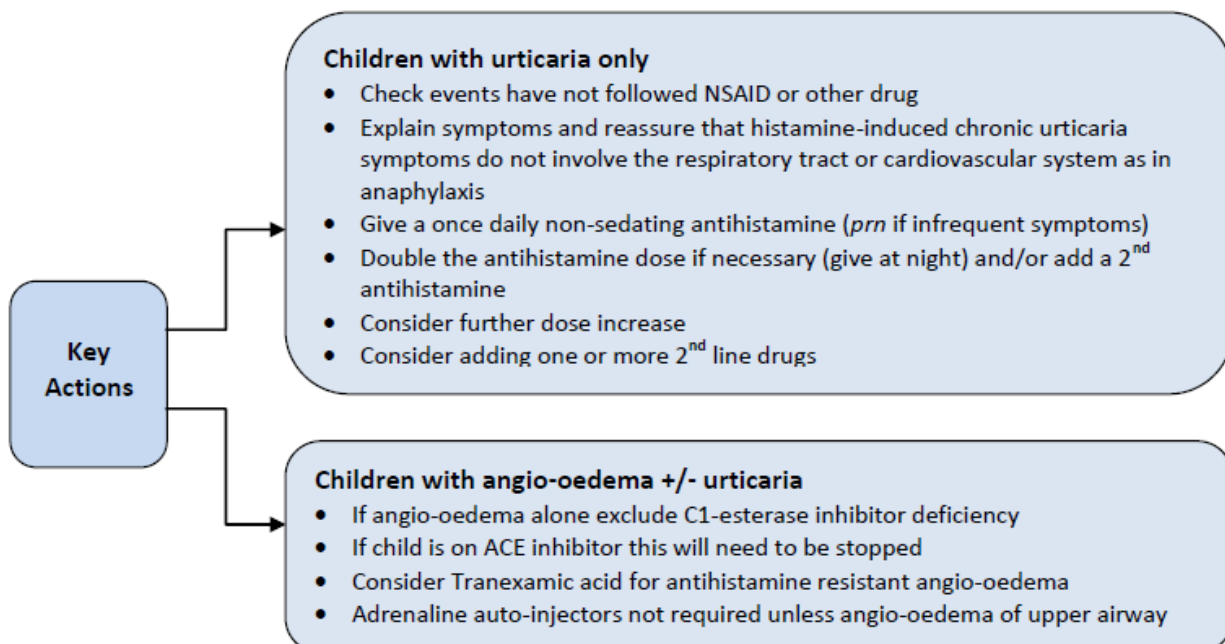 Children with urticaria only
• Check events have not followed NSAID or other drug
• Explain symptoms and reassure that histamine-induced chronic urticaria
symptoms do not involve the respiratory tract or cardiovascular system as in
anaphylaxis
• Give a once daily non-sedating antihistamine (prn if infrequent symptoms)
• Double the antihistamine dose if necessary (give at night) and/or add a 2nd
antihistamine
• Consider further dose increase
• Consider adding one or more 2nd line drugs
Key
Actions
Children with angio-oedema +/- urticaria
• If angio-oedema alone exclude C1-esterase inhibitor deficiency
• If child is on ACE inhibitor this will need to be stopped
• Consider Tranexamic acid for antihistamine resistant angio-oedema
• Adrenaline auto-injectors not required unless angio-oedema of upper airway